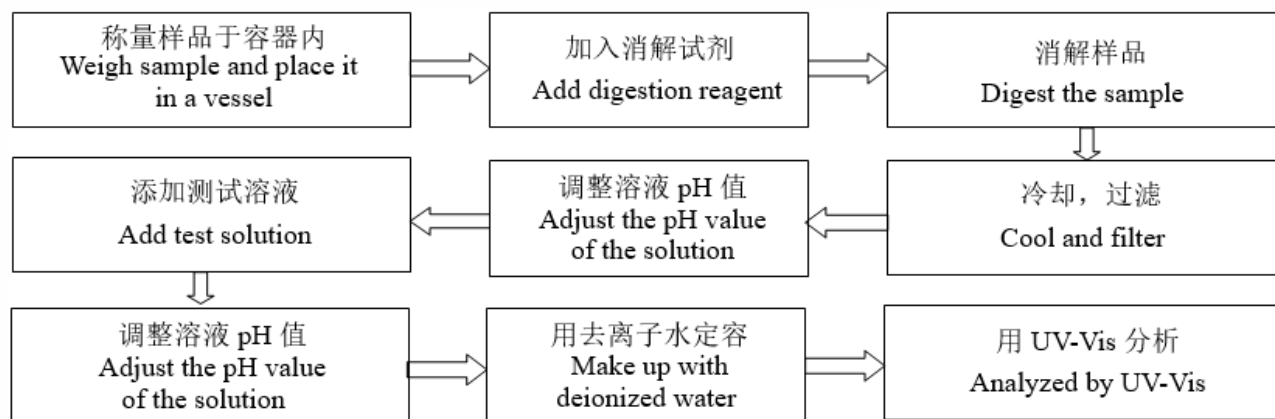 称量样品于容器内
Weigh sample and place it
in a vessel
加入消解试剂
Add digestion reagent
消解样品
Digest the sample
冷却，过滤
Cool and filter
调整溶液 pH 值
Adjust the pH value
of the solution
添加测试溶液
Add test solution
调整溶液 pH 值
Adjust the pH value
of the solution
用去离子水定容
Make up with
deionized water
用 UV-Vis 分析
Analyzed by UV-Vis